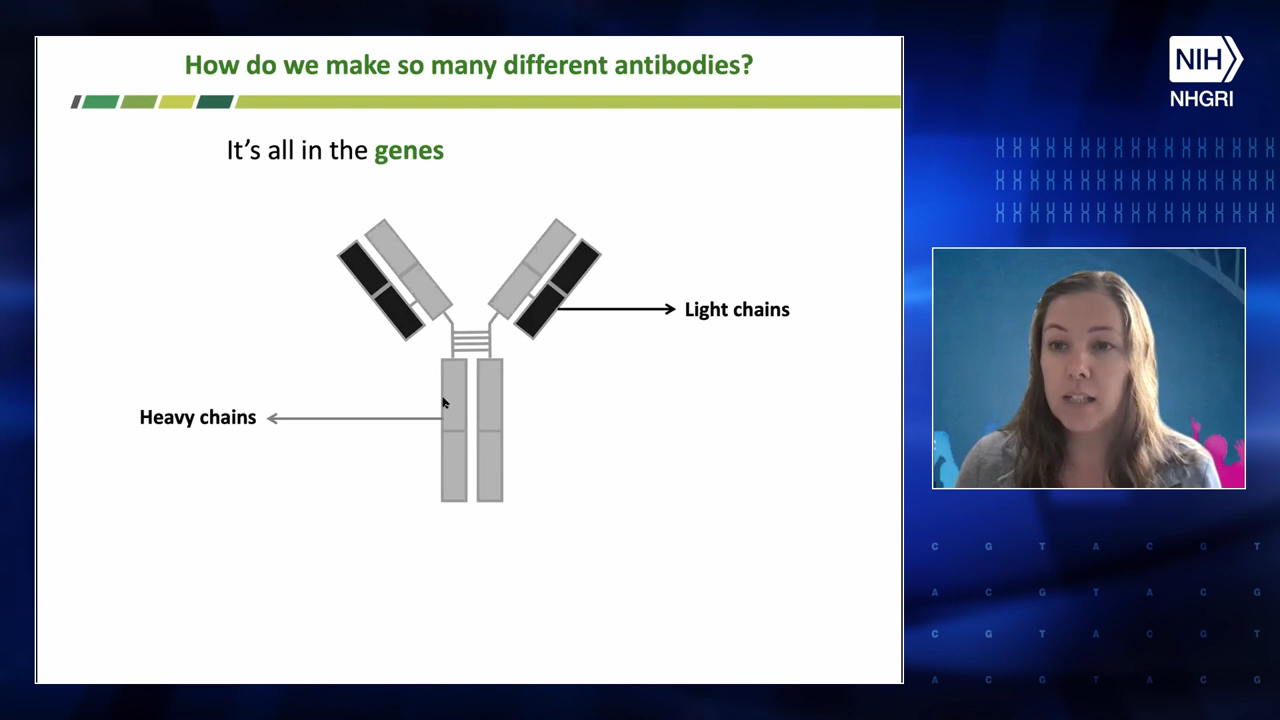 How do we make so many different antibodies?
It's all in the genes
Light chains
Heavy chains
NIH
NHGRI
C G T A C G T
A C G T A C G
C G T A C G T
A C G T A C G